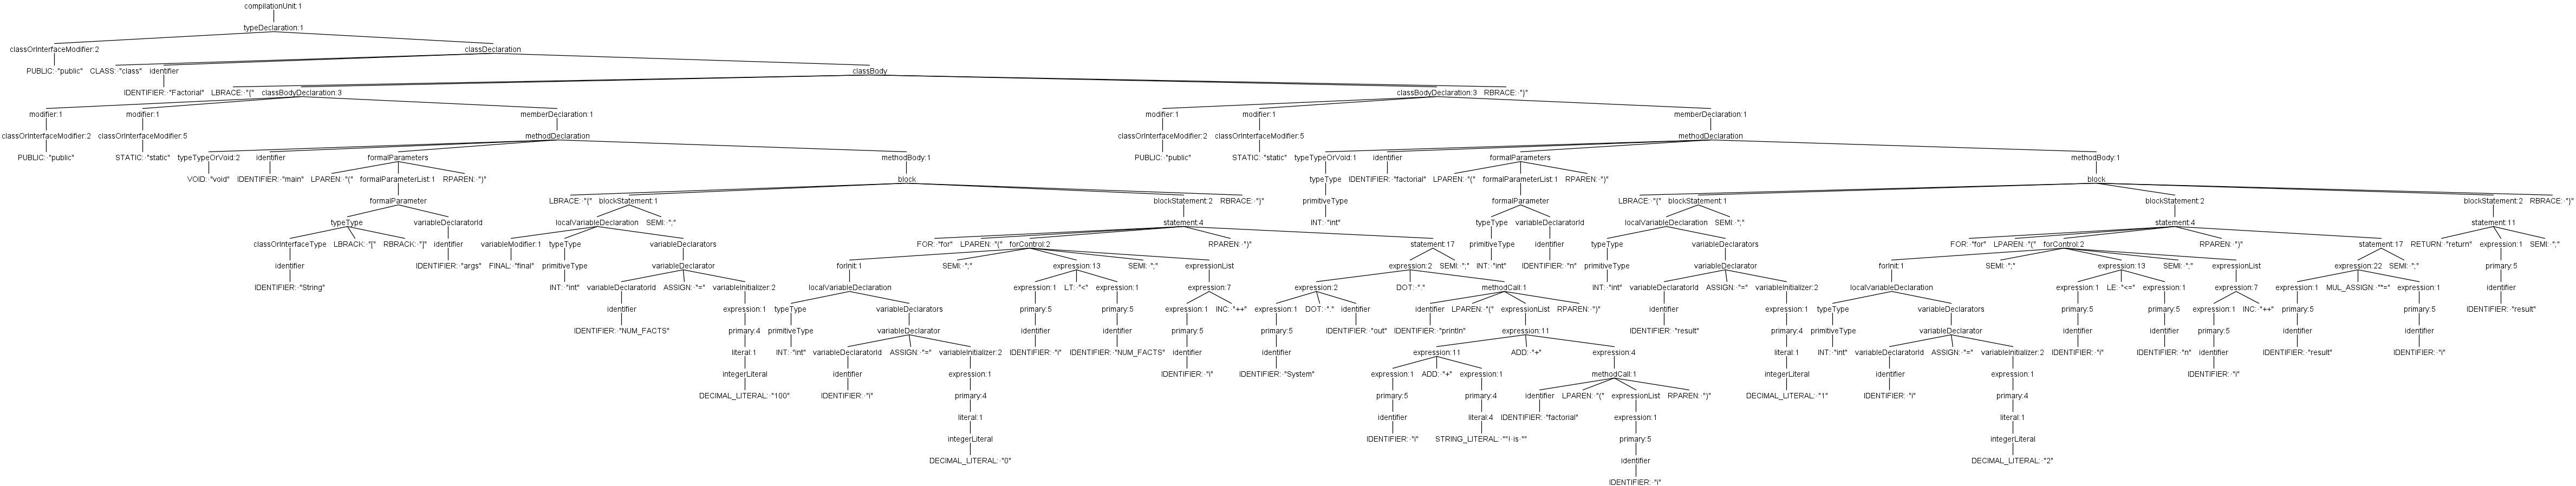 compilationUnit:1
typeDeclaration:1
classOrInterfaceModifier:2 classDeclaration
PUBLIC:·"public" CLASS:·"class" identifier classBody
IDENTIFIER:·"Factorial" LBRACE:·"{" classBodyDeclaration:3 classBodyDeclaration:3 RBRACE:·"}"
modifier:1 modifier:1 memberDeclaration:1 modifier:1 modifier:1 memberDeclaration:1
classOrInterfaceModifier:2 classOrInterfaceModifier:5 methodDeclaration classOrInterfaceModifier:2 classOrInterfaceModifier:5 methodDeclaration
PUBLIC:·"public" STATIC:·"static" typeTypeOrVoid:2 identifier formalParameters methodBody:1 PUBLIC:·"public" STATIC:·"static" typeTypeOrVoid:1 identifier formalParameters methodBody:1
VOID:·"void" IDENTIFIER:·"main" LPAREN:·"(" formalParameterList:1 RPAREN:·")" block typeType IDENTIFIER:·"factorial" LPAREN:·"(" formalParameterList:1 RPAREN:·")" block
formalParameter LBRACE:·"{" blockStatement:1 blockStatement:2 RBRACE:·"}" primitiveType formalParameter LBRACE:·"{" blockStatement:1 blockStatement:2 blockStatement:2 RBRACE:·"}"
typeType variableDeclaratorId localVariableDeclaration SEMI:·";" statement:4 INT:·"int" typeType variableDeclaratorId localVariableDeclaration SEMI:·";" statement:4 statement:11
classOrInterfaceType LBRACK:·"[" RBRACK:·"]" identifier variableModifier:1 typeType variableDeclarators FOR:·"for" LPAREN:·"(" forControl:2 RPAREN:·")" statement:17 primitiveType identifier typeType variableDeclarators FOR:·"for" LPAREN:·"(" forControl:2 RPAREN:·")" statement:17 RETURN:·"return" expression:1 SEMI:·";"
identifier IDENTIFIER:·"args" FINAL:·"final" primitiveType variableDeclarator forInit:1 SEMI:·";" expression:13 SEMI:·";" expressionList expression:2 SEMI:·";" INT:·"int" IDENTIFIER:·"n" primitiveType variableDeclarator forInit:1 SEMI:·";" expression:13 SEMI:·";" expressionList expression:22 SEMI:·";" primary:5
IDENTIFIER:·"String" INT:·"int" variableDeclaratorId ASSIGN:·"=" variableInitializer:2 localVariableDeclaration expression:1 LT:·"<" expression:1 expression:7 expression:2 DOT:·"." methodCall:1 INT:·"int" variableDeclaratorId ASSIGN:·"=" variableInitializer:2 localVariableDeclaration expression:1 LE:·"<=" expression:1 expression:7 expression:1 MUL_ASSIGN:·"*=" expression:1 identifier
identifier expression:1 typeType variableDeclarators primary:5 primary:5 expression:1 INC:·"++" expression:1 DOT:·"." identifier identifier LPAREN:·"(" expressionList RPAREN:·")" identifier expression:1 typeType variableDeclarators primary:5 primary:5 expression:1 INC:·"++" primary:5 primary:5 IDENTIFIER:·"result"
IDENTIFIER:·"NUM_FACTS" primary:4 primitiveType variableDeclarator identifier identifier primary:5 primary:5 IDENTIFIER:·"out" IDENTIFIER:·"println" expression:11 IDENTIFIER:·"result" primary:4 primitiveType variableDeclarator identifier identifier primary:5 identifier identifier
literal:1 INT:·"int" variableDeclaratorId ASSIGN:·"=" variableInitializer:2 IDENTIFIER:·"i" IDENTIFIER:·"NUM_FACTS" identifier identifier expression:11 ADD:·"+" expression:4 literal:1 INT:·"int" variableDeclaratorId ASSIGN:·"=" variableInitializer:2 IDENTIFIER:·"i" IDENTIFIER:·"n" identifier IDENTIFIER:·"result" IDENTIFIER:·"i"
integerLiteral identifier expression:1 IDENTIFIER:·"i" IDENTIFIER:·"System" expression:1 ADD:·"+" expression:1 methodCall:1 integerLiteral identifier expression:1 IDENTIFIER:·"i"
DECIMAL_LITERAL:·"100" IDENTIFIER:·"i" primary:4 primary:5 primary:4 identifier LPAREN:·"(" expressionList RPAREN:·")" DECIMAL_LITERAL:·"1" IDENTIFIER:·"i" primary:4
literal:1 identifier literal:4 IDENTIFIER:·"factorial" expression:1 literal:1
integerLiteral IDENTIFIER:·"i" STRING_LITERAL:·""!·is·"" primary:5 integerLiteral
DECIMAL_LITERAL:·"0" identifier DECIMAL_LITERAL:·"2"
IDENTIFIER:·"i"